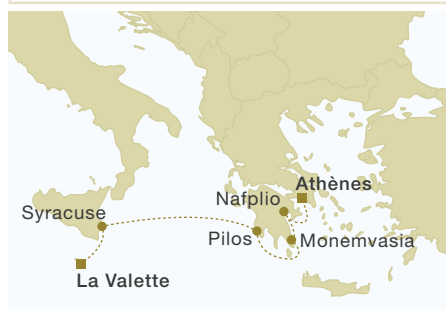 Athènes
Nafplio
Syracuse
Pilos
Monemvasia
La Valette